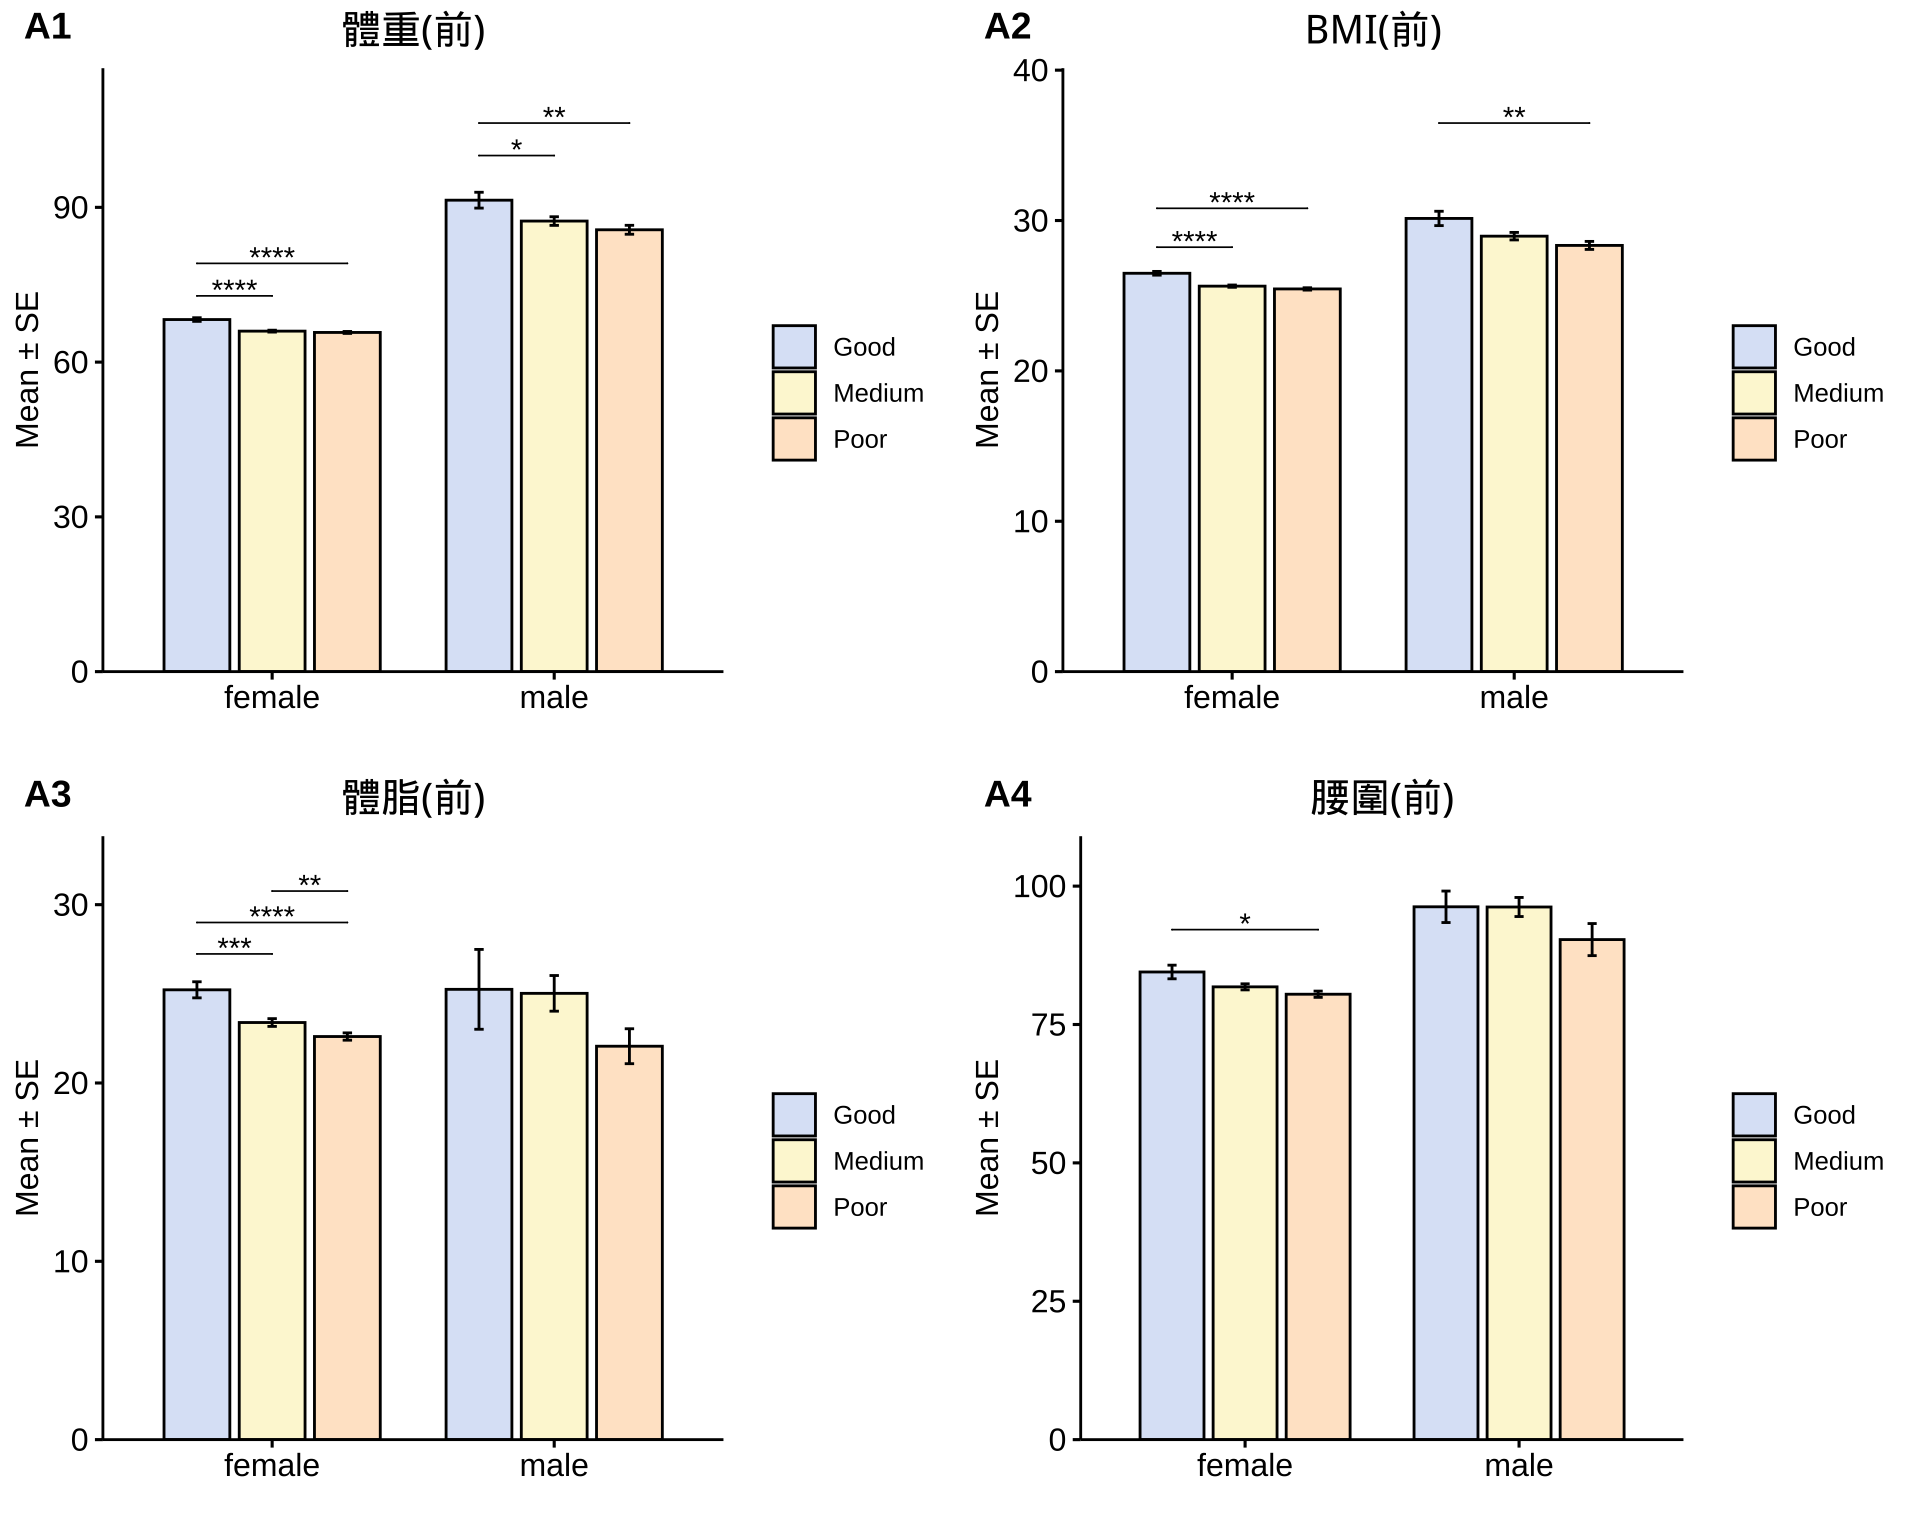 A1
體重(前)
Mean ± SE
90
60
30
0
**
*
****
****
female
male
Good
Medium
Poor
A2
BMI(前)
Mean ± SE
40
30
20
10
0
**
****
****
female
male
Good
Medium
Poor
A3
體脂(前)
Mean ± SE
30
20
10
0
**
****
***
female
male
Good
Medium
Poor
A4
腰圍(前)
Mean ± SE
100
75
50
25
0
*
female
male
Good
Medium
Poor